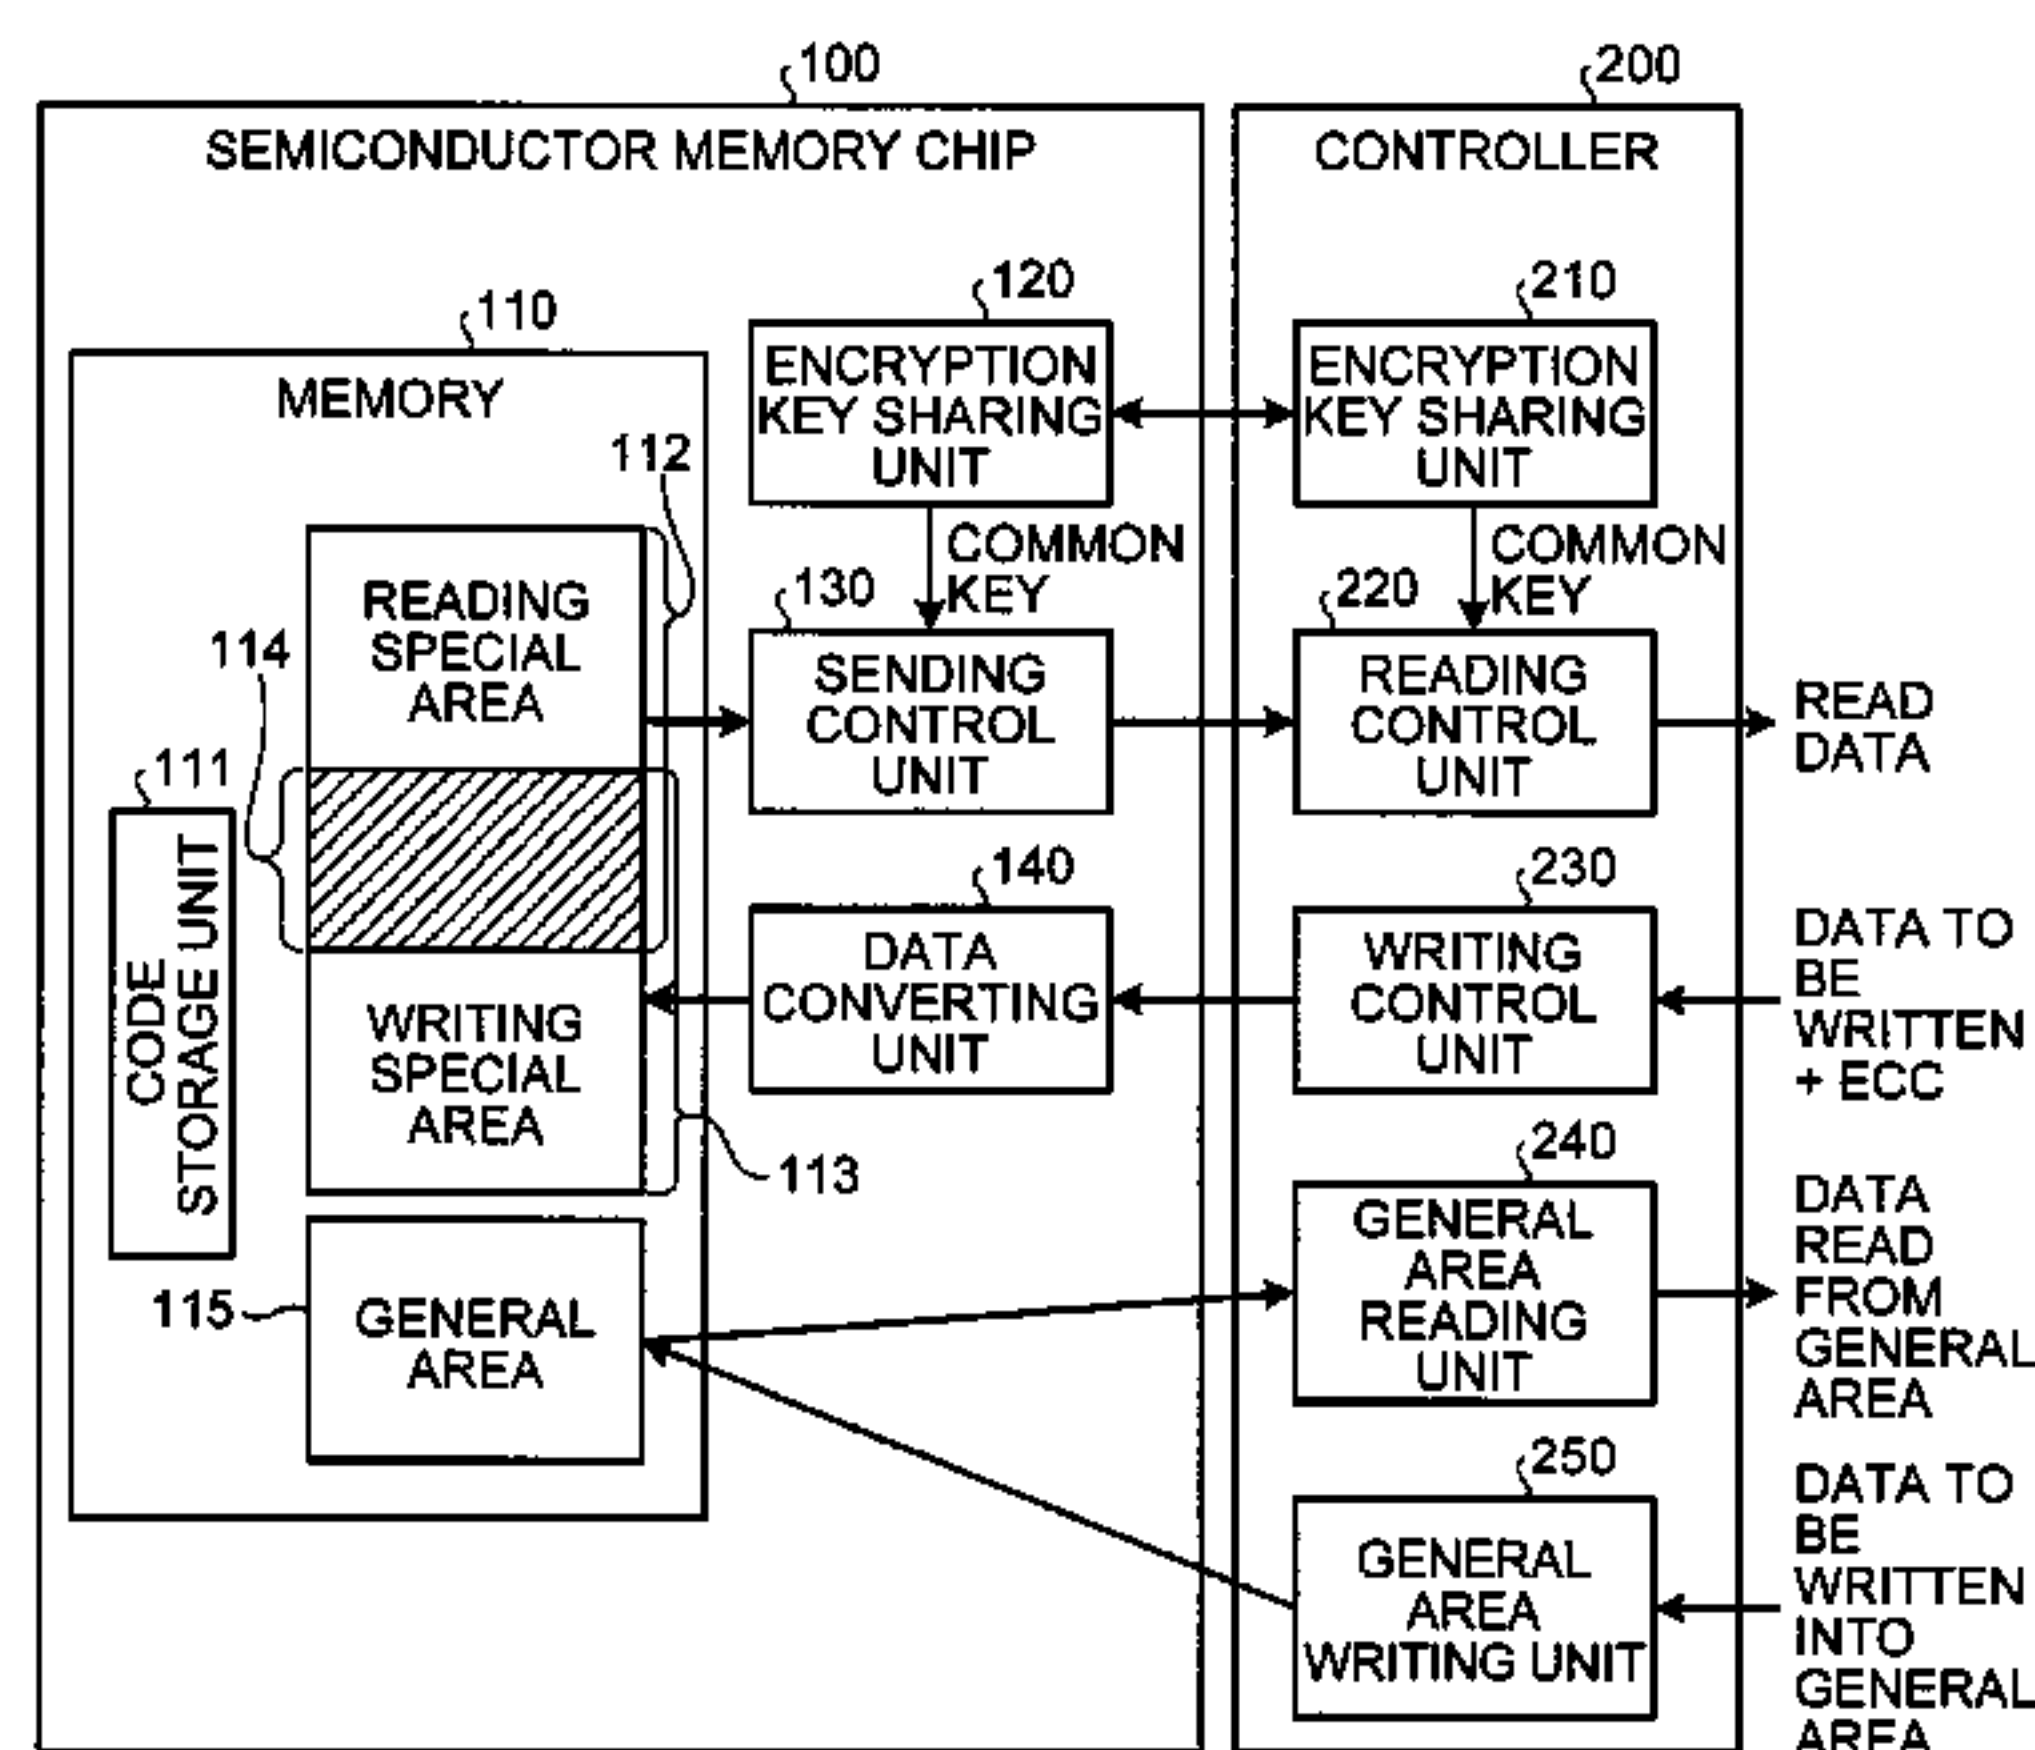 100
200
SEMICONDUCTOR MEMORY CHIP
CONTROLLER
110
MEMORY
112
120
ENCRYPTION
KEY SHARING
UNIT
210
ENCRYPTION
KEY SHARING
UNIT
COMMON
KEY
COMMON
KEY
READING
SPECIAL
AREA
114
111
CODE
STORAGE UNIT
130
SENDING
CONTROL
UNIT
220
READING
CONTROL
UNIT
READ
DATA
WRITING
SPECIAL
AREA
113
140
DATA
CONVERTING
UNIT
230
WRITING
CONTROL
UNIT
DATA TO
BE
WRITTEN
+ ECC
115
GENERAL
AREA
240
GENERAL
AREA
READING
UNIT
DATA
READ
FROM
GENERAL
AREA
250
GENERAL
AREA
WRITING UNIT
DATA TO
BE
WRITTEN
INTO
GENERAL
AREA